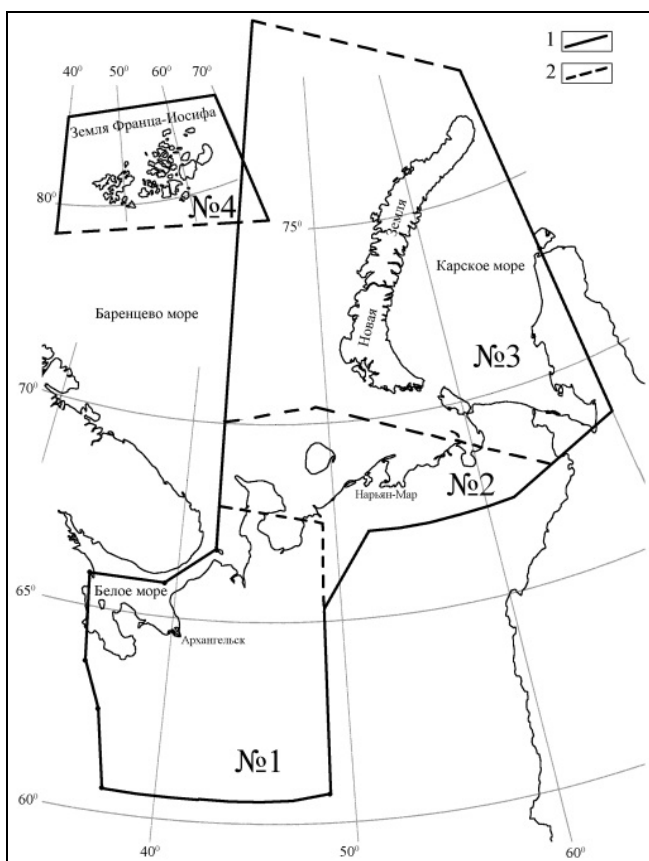 1
2
40⁰ 50⁰ 60⁰ 70⁰
Земля Франца-Иосифа
80⁰
№4
75⁰
Новая Земля
Карское море
Баренцево море
№3
70⁰
№2
Нарьян-Мар
65⁰
Белое море
Архангельск
№1
60⁰
40⁰ 50⁰ 60⁰